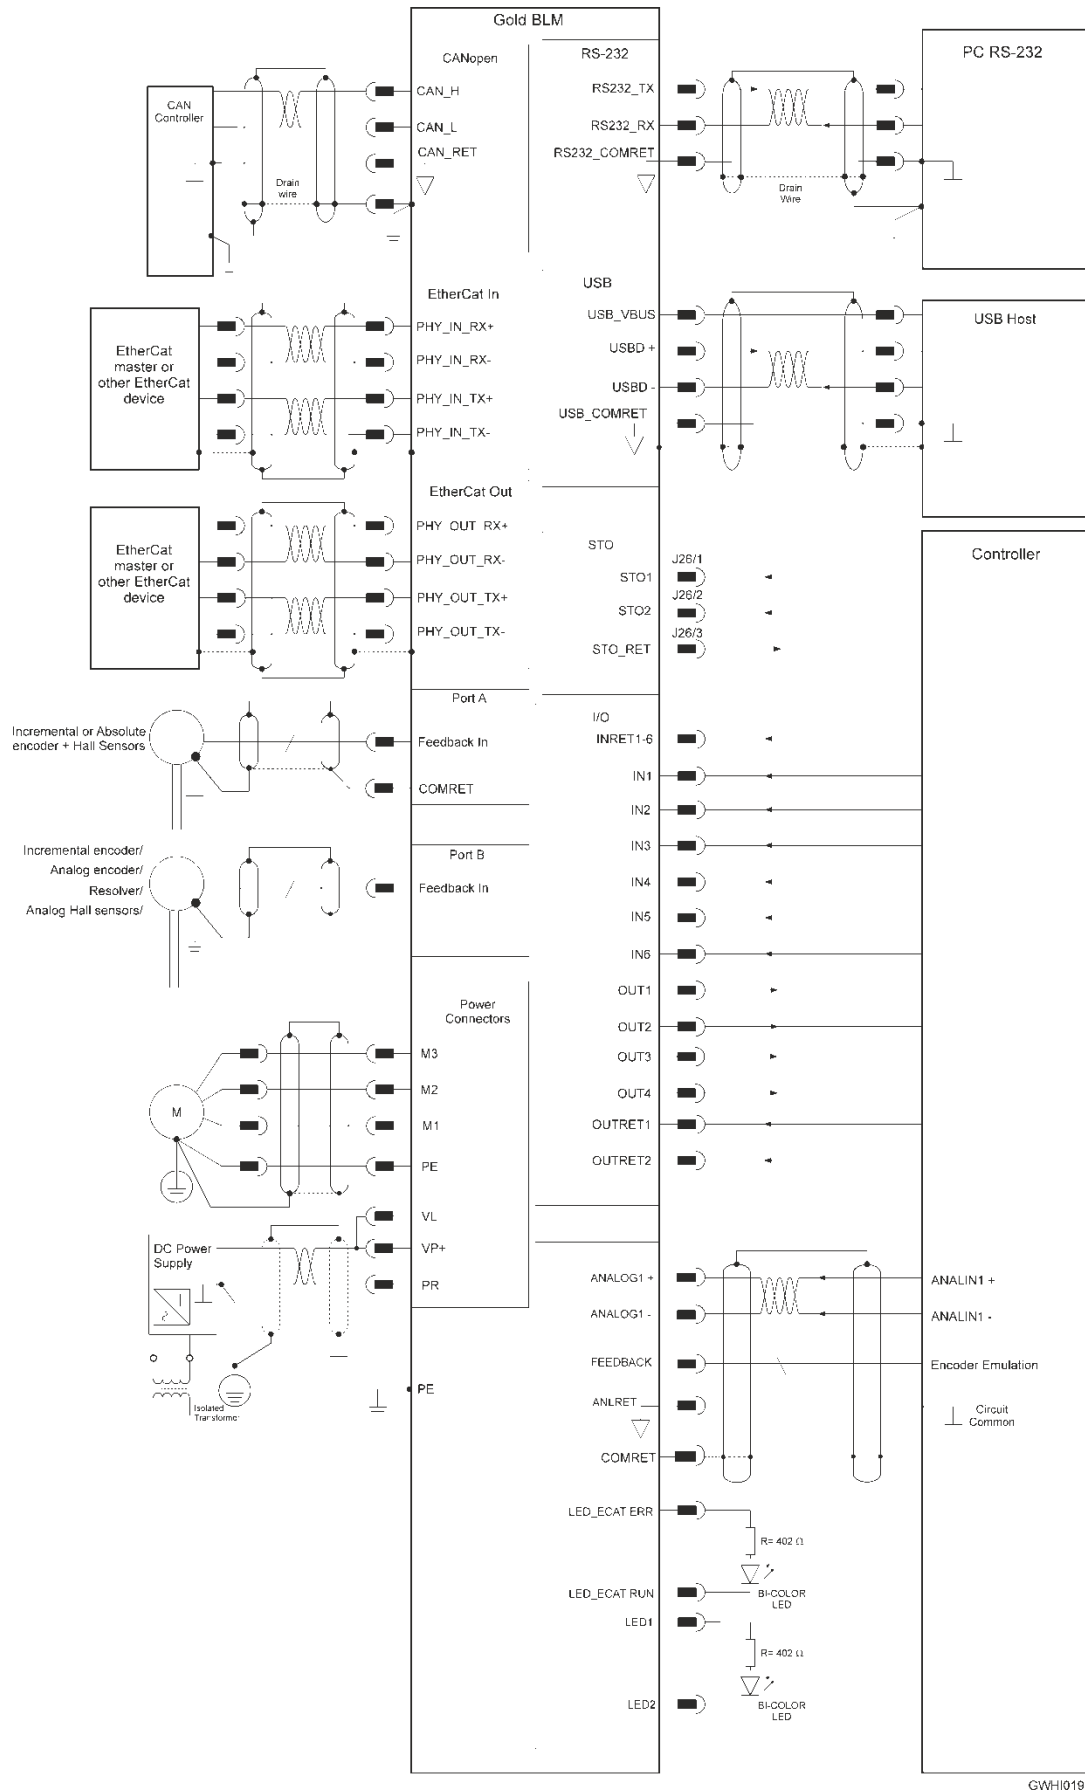 Gold BLM
CANopen
RS-232
PC RS-232
CAN
Controller
CAN_H
CAN_L
CAN_RET
Drain
wire
RS232_TX
RS232_RX
RS232_COMRET
Drain
Wire
EtherCat In
EtherCat
master or
other EtherCat
device
PHY_IN_RX+
PHY_IN_RX-
PHY_IN_TX+
PHY_IN_TX-
USB
USB_VBUS
USBD +
USBD -
USB_COMRET
USB Host
EtherCat Out
EtherCat
master or
other EtherCat
device
PHY_OUT_RX+
PHY_OUT_RX-
PHY_OUT_TX+
PHY_OUT_TX-
STO
J26/1
STO1
J26/2
STO2
J26/3
STO_RET
Controller
Port A
Incremental or Absolute
encoder + Hall Sensors
Feedback In
COMRET
Port B
Incremental encoder/
Analog encoder/
Resolver/
Analog Hall sensors/
Feedback In
I/O
INRET1-6
IN1
IN2
IN3
IN4
IN5
IN6
OUT1
OUT2
OUT3
OUT4
OUTRET1
OUTRET2
Power
Connectors
M
M3
M2
M1
PE
VL
VP+
PR
DC Power
Supply
Isolated
Transformer
PE
ANALOG1 +
ANALOG1 -
FEEDBACK
ANLRET
COMRET
ANALIN1 +
ANALIN1 -
Encoder Emulation
Circuit
Common
LED_ECAT ERR
R= 402 Ω
LED_ECAT RUN
BI-COLOR
LED
LED1
R= 402 Ω
LED2
BI-COLOR
LED
GWHI019